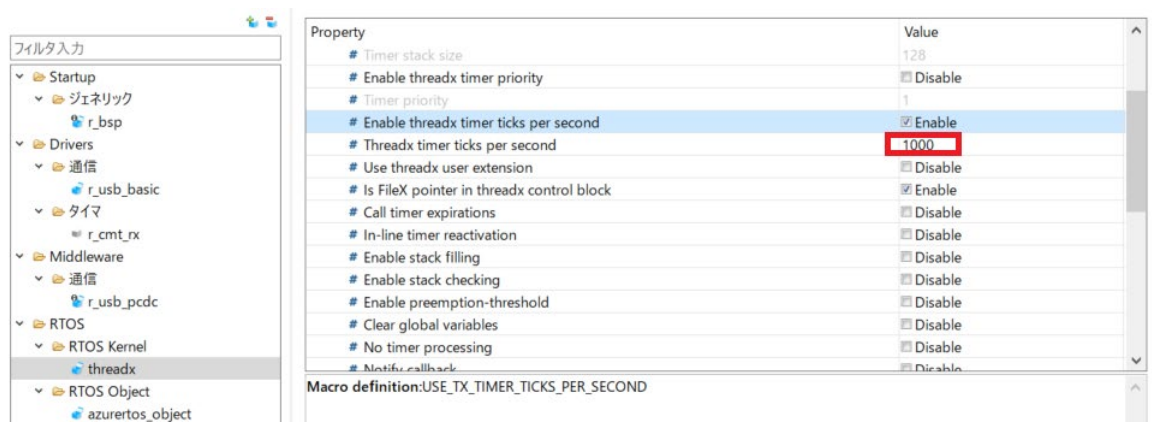 フィルタ入力
Startup
ジェネリック
r_bsp
Drivers
通信
r_usb_basic
タイマ
r_cmt_rx
Middleware
通信
r_usb_pcdc
RTOS
RTOS Kernel
threadx
RTOS Object
azurertos_object
Property Value
# Timer stack size 128
# Enable threadx timer priority Disable
# Timer priority 1
# Enable threadx timer ticks per second Enable
# Threadx timer ticks per second 1000
# Use threadx user extension Disable
# Is FileX pointer in threadx control block Enable
# Call timer expirations Disable
# In-line timer reactivation Disable
# Enable stack filling Disable
# Enable stack checking Disable
# Enable preemption-threshold Disable
# Clear global variables Disable
# No timer processing Disable
# Notify callback Disable
Macro definition:USE_TX_TIMER_TICKS_PER_SECOND